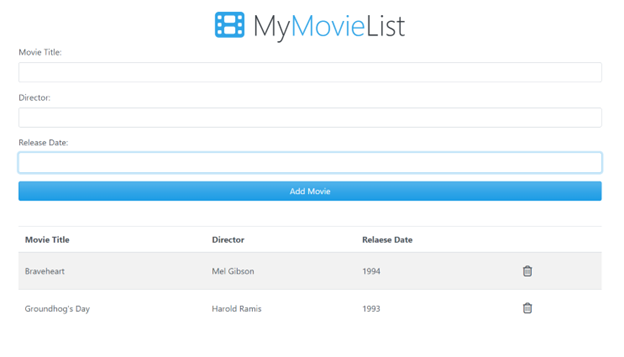 MyMovieList
Movie Title:
Director:
Release Date:
Add Movie
Movie Title Director Relaese Date
Braveheart Mel Gibson 1994
Groundhog's Day Harold Ramis 1993